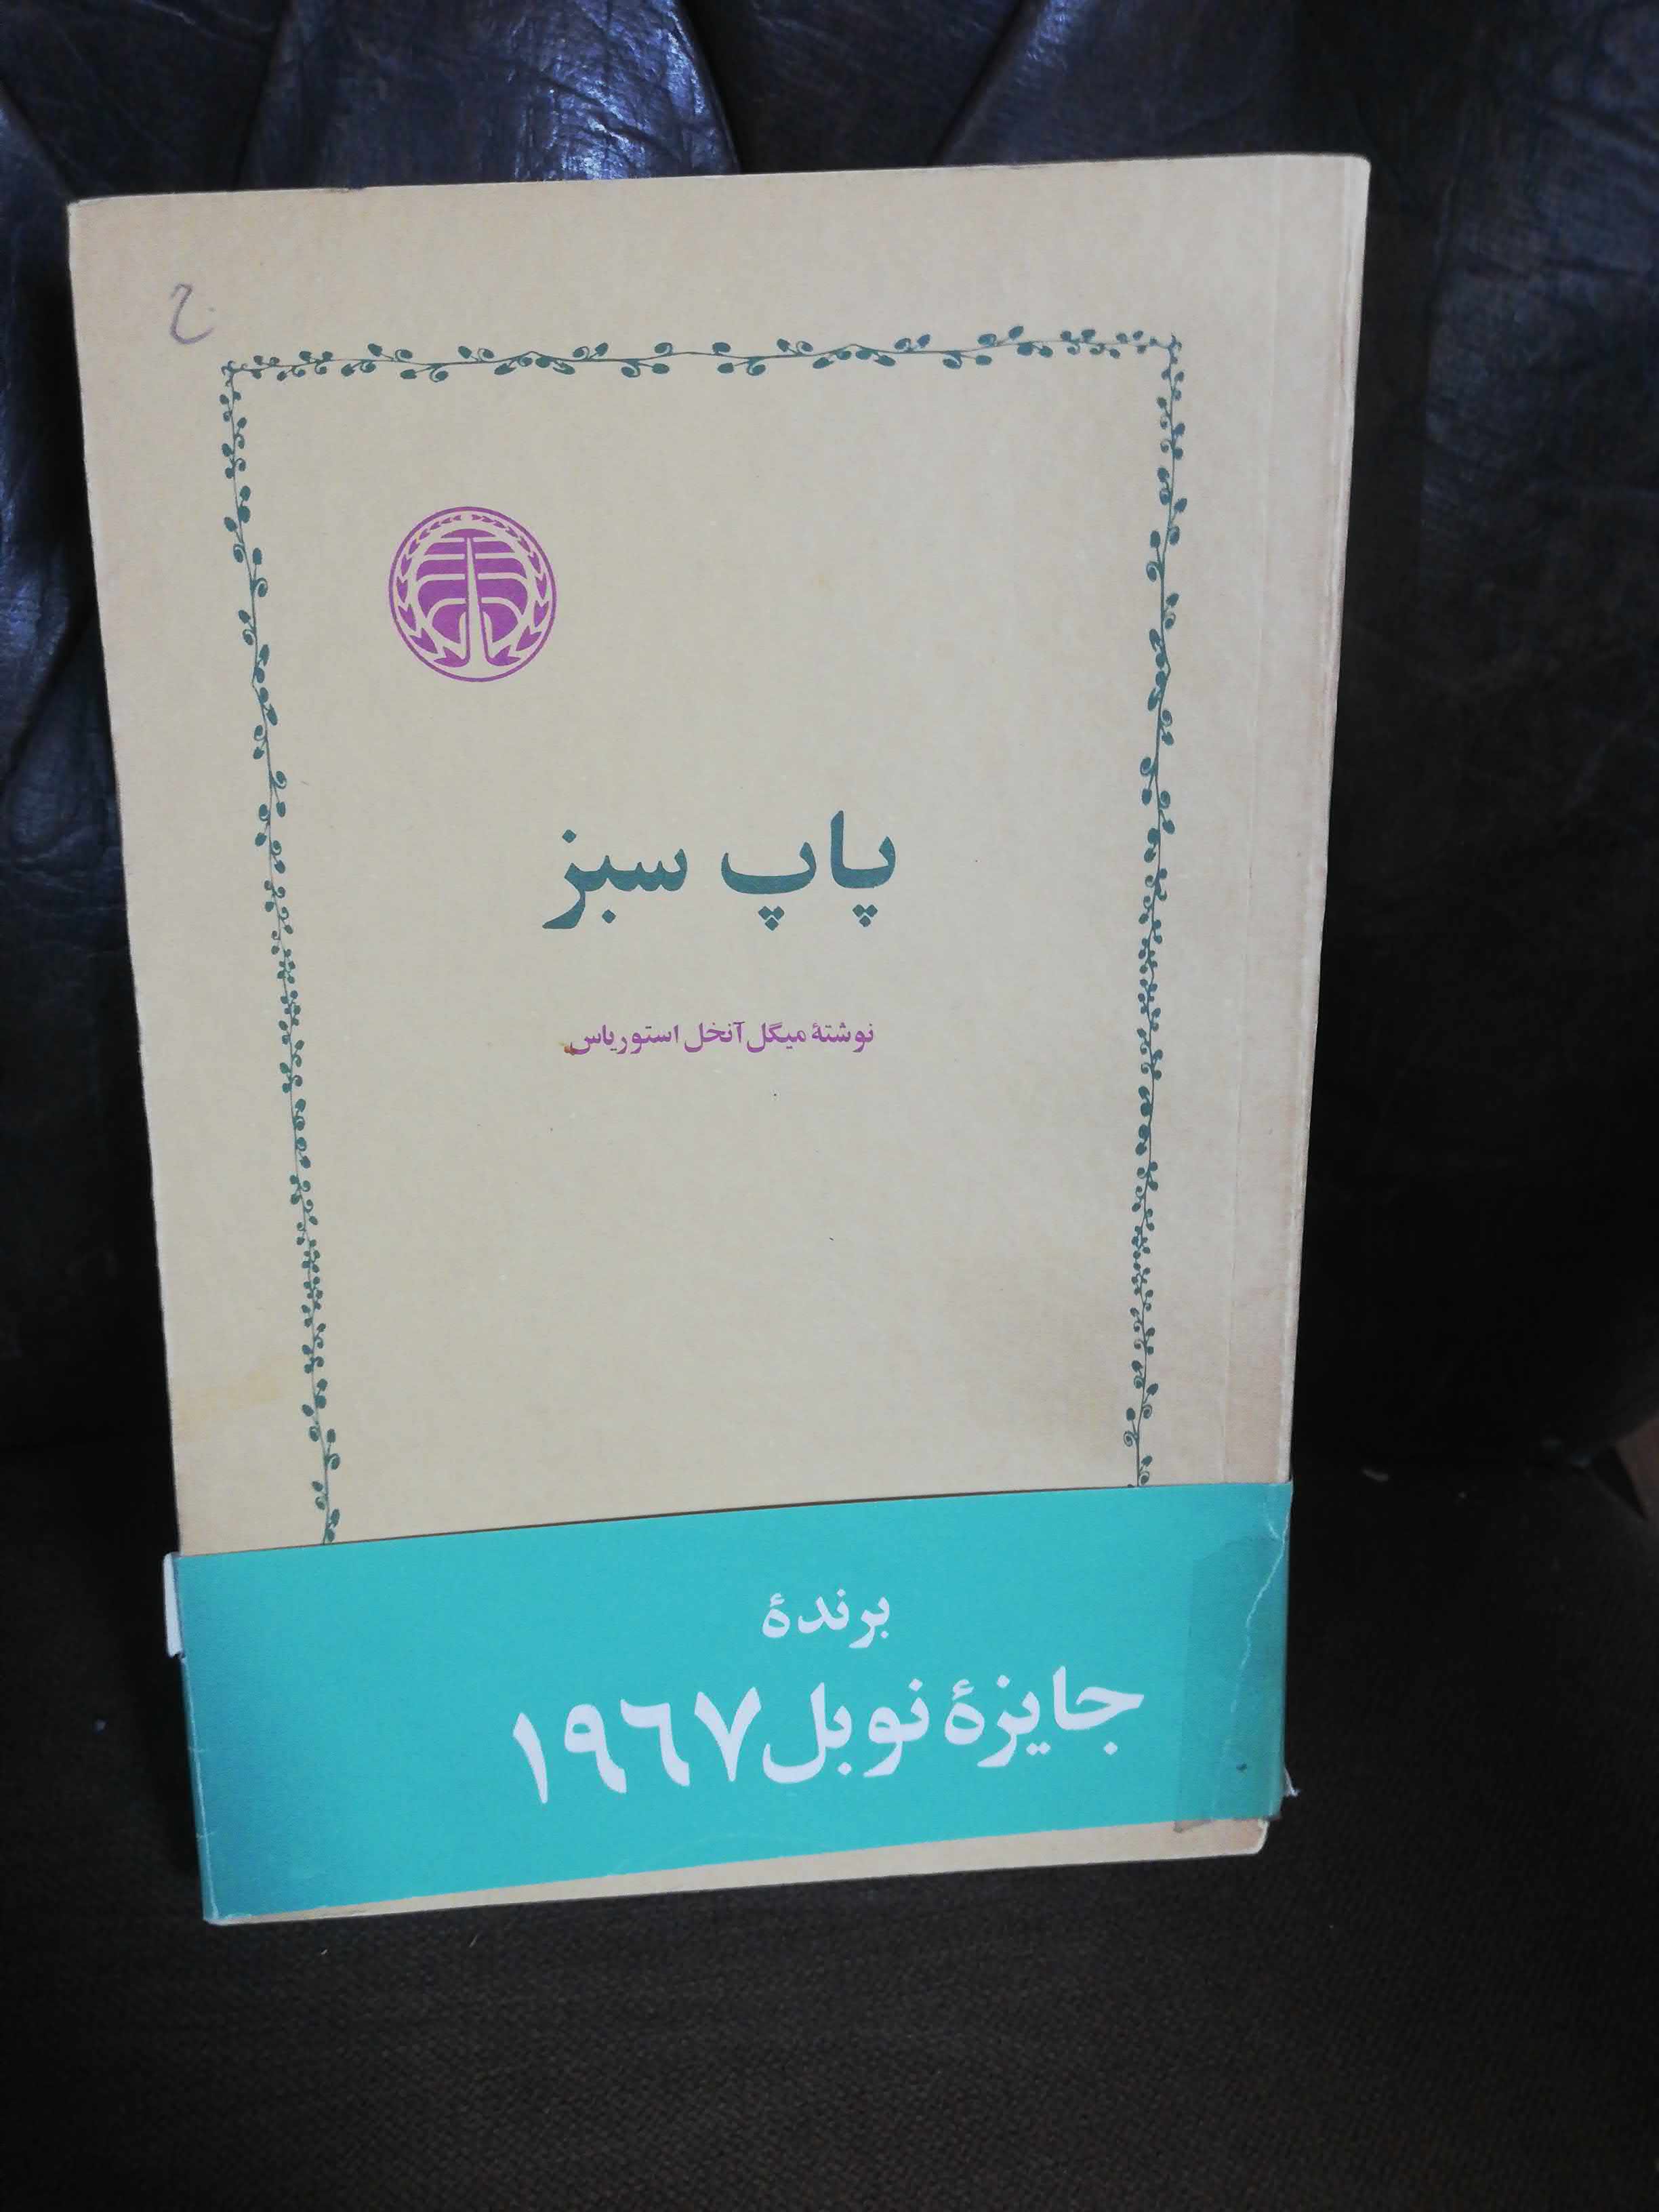 پاپ سبز
نوشتهٔ میگل آنخل استوریاس
برندهٔ
جایزهٔ نوبل ۱۹۶۷